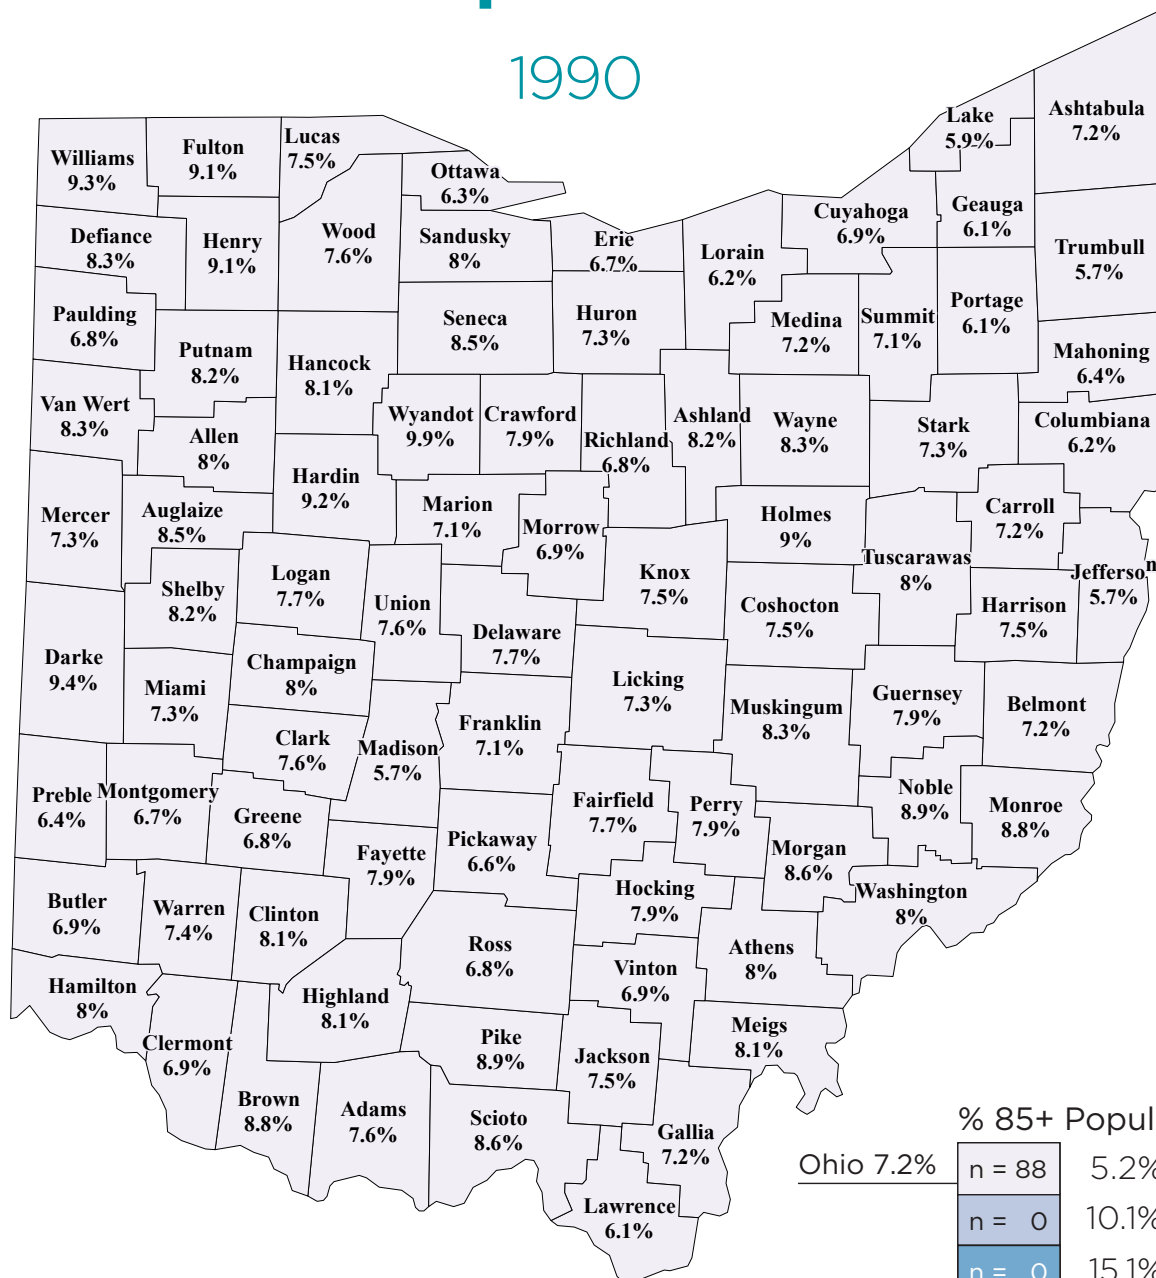 1990
Williams
9.3%
Fulton
9.1%
Lucas
7.5%
Ottawa
6.3%
Lake
5.9%
Ashtabula
7.2%
Defiance
8.3%
Henry
9.1%
Wood
7.6%
Sandusky
8%
Erie
6.7%
Lorain
6.2%
Cuyahoga
6.9%
Geauga
6.1%
Trumbull
5.7%
Paulding
6.8%
Putnam
8.2%
Hancock
8.1%
Seneca
8.5%
Huron
7.3%
Medina
7.2%
Summit
7.1%
Portage
6.1%
Mahoning
6.4%
Van Wert
8.3%
Allen
8%
Wyandot
9.9%
Crawford
7.9%
Richland
6.8%
Ashland
8.2%
Wayne
8.3%
Stark
7.3%
Columbiana
6.2%
Mercer
7.3%
Auglaize
8.5%
Hardin
9.2%
Marion
7.1%
Morrow
6.9%
Holmes
9%
Tuscarawas
8%
Carroll
7.2%
Jefferson
5.7%
Shelby
8.2%
Logan
7.7%
Union
7.6%
Delaware
7.7%
Knox
7.5%
Coshocton
7.5%
Harrison
7.5%
Darke
9.4%
Miami
7.3%
Champaign
8%
Licking
7.3%
Muskingum
8.3%
Guernsey
7.9%
Belmont
7.2%
Clark
7.6%
Madison
5.7%
Franklin
7.1%
Preble
6.4%
Montgomery
6.7%
Greene
6.8%
Fayette
7.9%
Pickaway
6.6%
Fairfield
7.7%
Perry
7.9%
Morgan
8.6%
Noble
8.9%
Monroe
8.8%
Butler
6.9%
Warren
7.4%
Clinton
8.1%
Ross
6.8%
Hocking
7.9%
Athens
8%
Washington
8%
Hamilton
8%
Clermont
6.9%
Highland
8.1%
Pike
8.9%
Vinton
6.9%
Jackson
7.5%
Meigs
8.1%
Brown
8.8%
Adams
7.6%
Scioto
8.6%
Gallia
7.2%
Lawrence
6.1%
% 85+ Popul
Ohio 7.2%
n = 88 5.2%
n = 0 10.1%
n = 0 15.1%